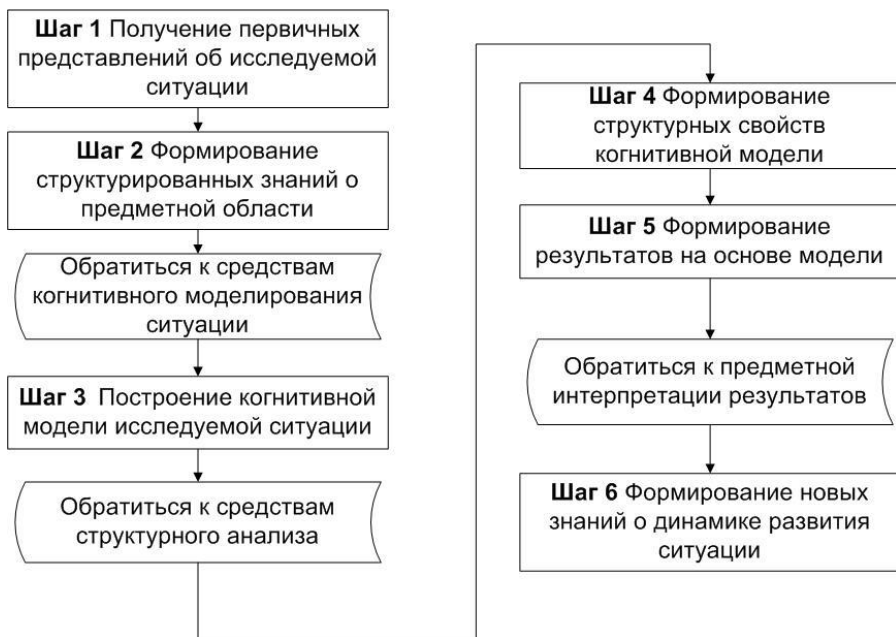 Шаг 1 Получение первичных
представлений об исследуемой
ситуации
Шаг 2 Формирование
структурированных знаний о
предметной области
Обратиться к средствам
когнитивного моделирования
ситуации
Шаг 3 Построение когнитивной
модели исследуемой ситуации
Обратиться к средствам
структурного анализа
Шаг 4 Формирование
структурных свойств
когнитивной модели
Шаг 5 Формирование
результатов на основе модели
Обратиться к предметной
интерпретации результатов
Шаг 6 Формирование новых
знаний о динамике развития
ситуации